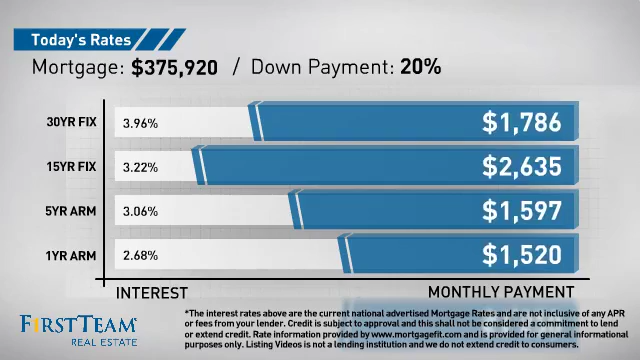 Today's Rates
Mortgage: $375,920 / Down Payment: 20%
30YR FIX 3.96% $1,786
15YR FIX 3.22% $2,635
5YR ARM 3.06% $1,597
1YR ARM 2.68% $1,520
INTEREST MONTHLY PAYMENT
FIRSTTEAM®
REAL ESTATE
*The interest rates above are the current national advertised Mortgage Rates and are not inclusive of any APR
or fees from your lender. Credit is subject to approval and this shall not be considered a commitment to lend
or extend credit. Rate information provided by www.mortgagefit.com and is provided for general informational
purposes only. Listing Videos is not a lending institution and we do not extend credit to consumers.